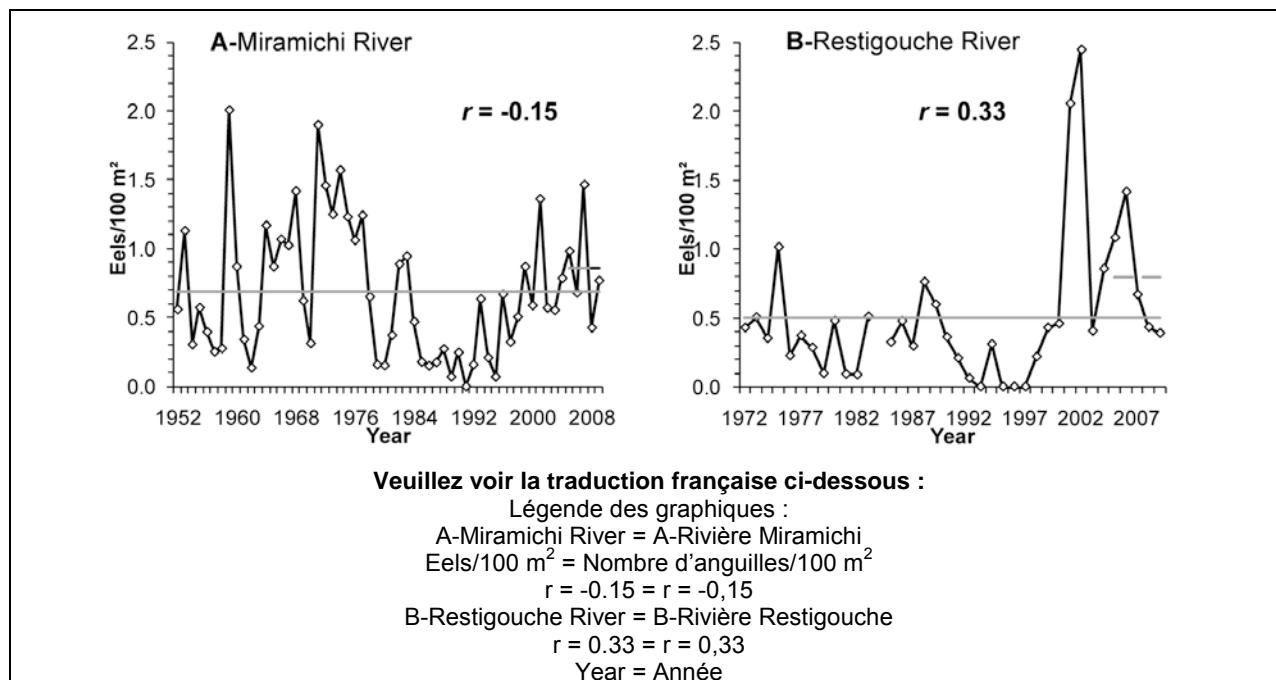 A-Miramichi River
r = -0.15
Eels/100 m²
2.5
2.0
1.5
1.0
0.5
0.0
1952 1960 1968 1976 1984 1992 2000 2008
Year
B-Restigouche River
r = 0.33
Eels/100 m²
2.5
2.0
1.5
1.0
0.5
0.0
1972 1977 1982 1987 1992 1997 2002 2007
Year
Veuillez voir la traduction française ci-dessous :
Légende des graphiques :
A-Miramichi River = A-Rivière Miramichi
Eels/100 m² = Nombre d'anguilles/100 m²
r = -0.15 = r = -0,15
B-Restigouche River = B-Rivière Restigouche
r = 0.33 = r = 0,33
Year = Année